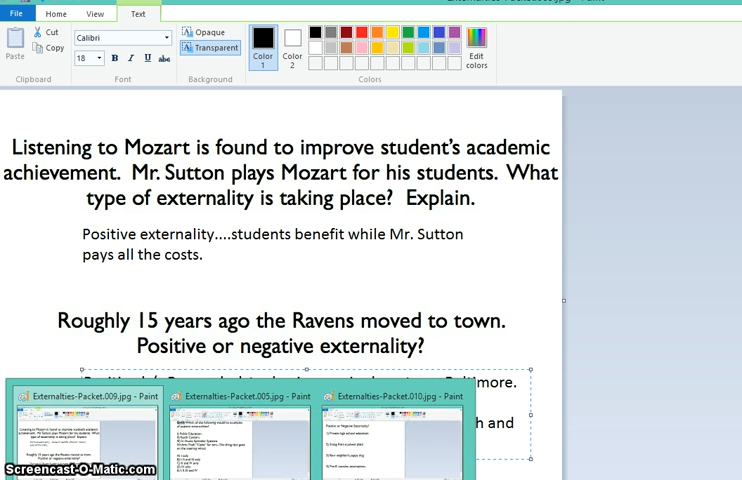 File
Home
View
Text
Paste
Cut
Copy
Clipboard
Calibri
18
B I U abc
Font
Opaque
Transparent
Background
Color
1
Color
2
Colors
Edit
colors
Listening to Mozart is found to improve student's academic
achievement. Mr. Sutton plays Mozart for his students. What
type of externality is taking place? Explain.
Positive externality....students benefit while Mr. Sutton
pays all the costs.
Roughly 15 years ago the Ravens moved to town.
Positive or negative externality?
more.
h and
Externalties-Packet.009.jpg - Paint
Externalties-Packet.005.jpg - Paint
Externalties-Packet.010.jpg - Paint
Screencast-O-Matic.com